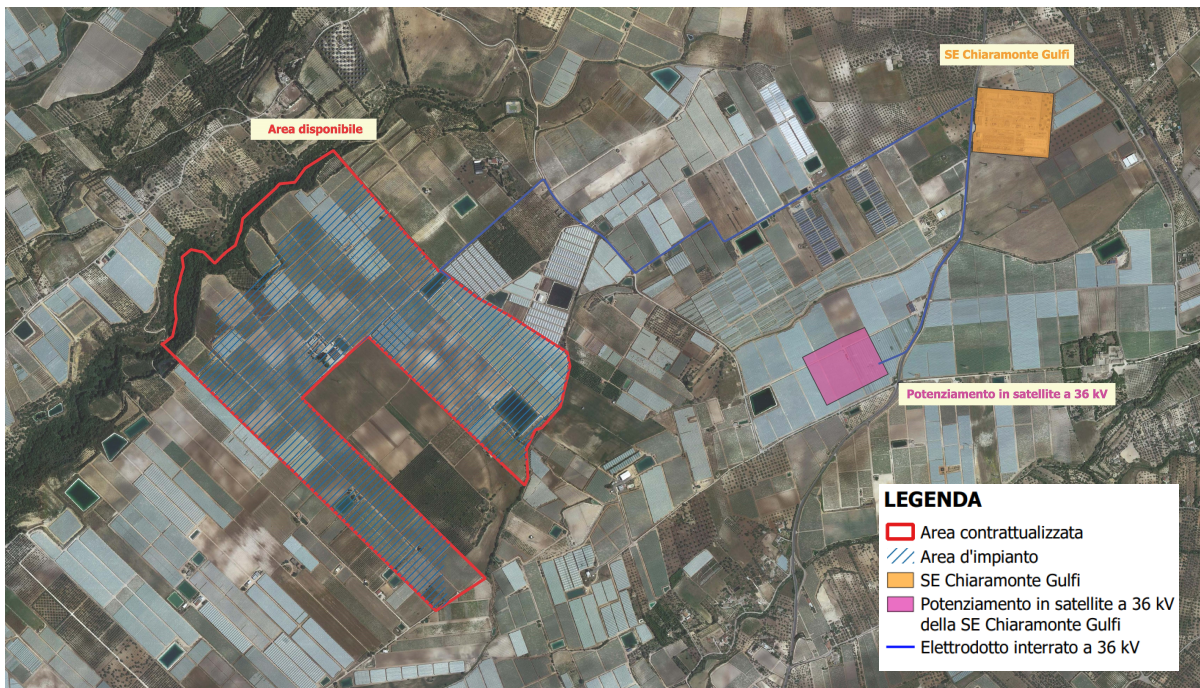 SE Chiaramonte Gulfi
Area disponibile
Potenziamento in satellite a 36 kV
LEGENDA
Area contrattualizzata
Area d'impianto
SE Chiaramonte Gulfi
Potenziamento in satellite a 36 kV
della SE Chiaramonte Gulfi
Elettrodotto interrato a 36 kV